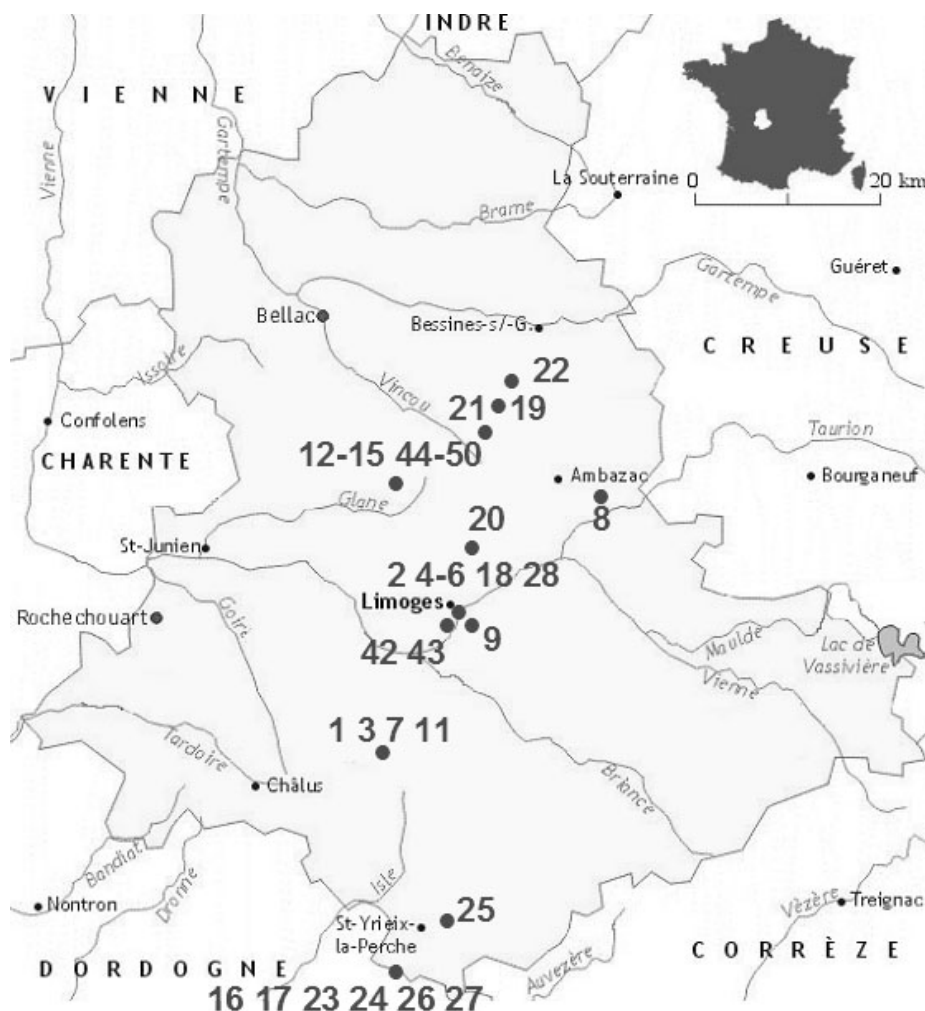 INDRE
Benaize
VIENNE
Vienne
Gartempe
La Souterraine
0 20 km
Brame
Guéret
Gartempe
Bellac
Bessines-s/-G.
CREUSE
Issoire
22
Vincou
21 19
Confolens
Taurion
CHARENTE
12-15 44-50
Ambazac
Bourganeuf
Glane
8
20
St-Junien
2 4-6 18 28
Limoges
Rochechouart
Goire
9
Maulde
Lac de
Vassivière
42 43
Vienne
1 3 7 11
Tardoire
Châlus
Briance
Bandiat
Isle
Dronne
Nontron
25
Vézère
Treignac
St-Yrieix-
la-Perche
CORRÈZE
DORDOGNE
Auvezère
16 17 23 24 26 27